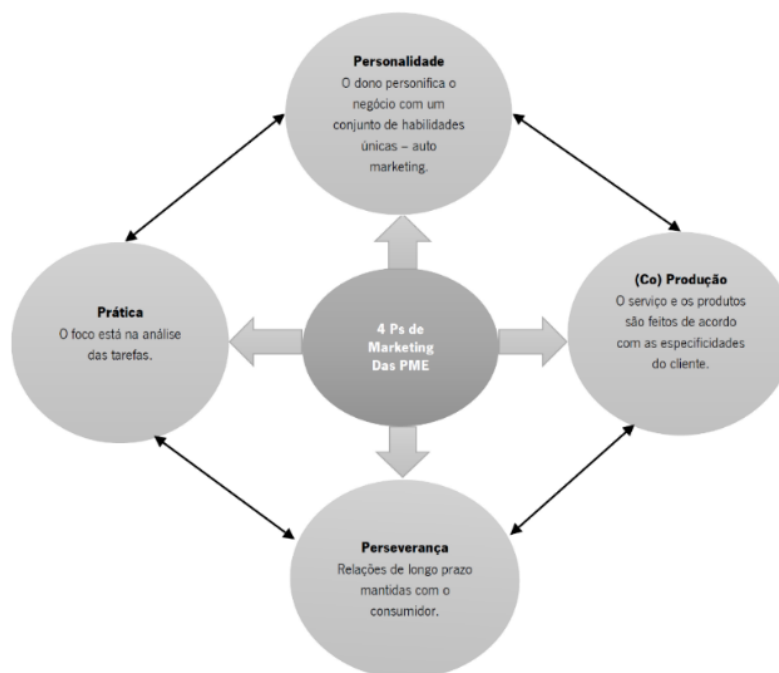 Personalidade
O dono personifica o
negócio com um
conjunto de habilidades
únicas – auto
marketing.
Prática
O foco está na análise
das tarefas.
4 Ps de
Marketing
Das PME
(Co) Produção
O serviço e os produtos
são feitos de acordo
com as especificidades
do cliente.
Perseverança
Relações de longo prazo
mantidas com o
consumidor.